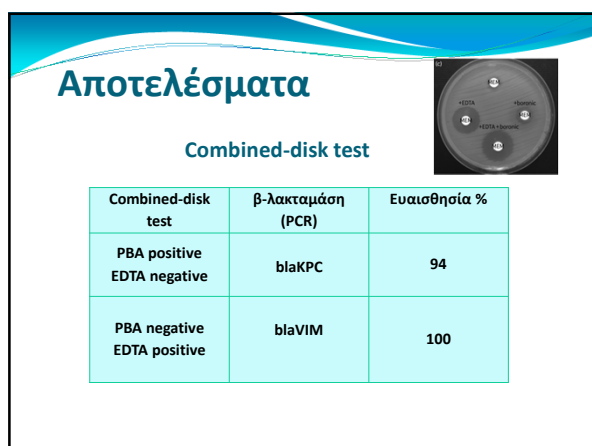 Αποτελέσματα
(c)
MEM
+EDTA
+boronic
MEM
MEM
+EDTA +boronic
MEM
Combined-disk test
Combined-disk test
β-λακταμάση (PCR)
Ευαισθησία %
PBA positive
EDTA negative
blaKPC
94
PBA negative
EDTA positive
blaVIM
100